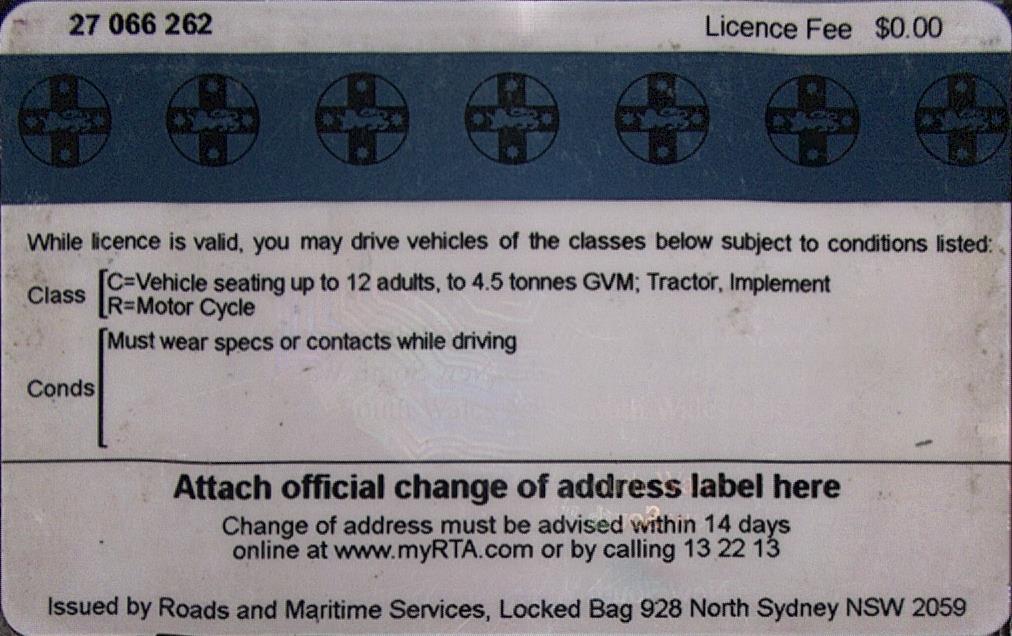 27 066 262 Licence Fee $0.00
While licence is valid, you may drive vehicles of the classes below subject to conditions listed:
Class C=Vehicle seating up to 12 adults, to 4.5 tonnes GVM; Tractor, Implement
R=Motor Cycle
Conds Must wear specs or contacts while driving
Attach official change of address label here
Change of address must be advised within 14 days
online at www.myRTA.com or by calling 13 22 13
Issued by Roads and Maritime Services, Locked Bag 928 North Sydney NSW 2059